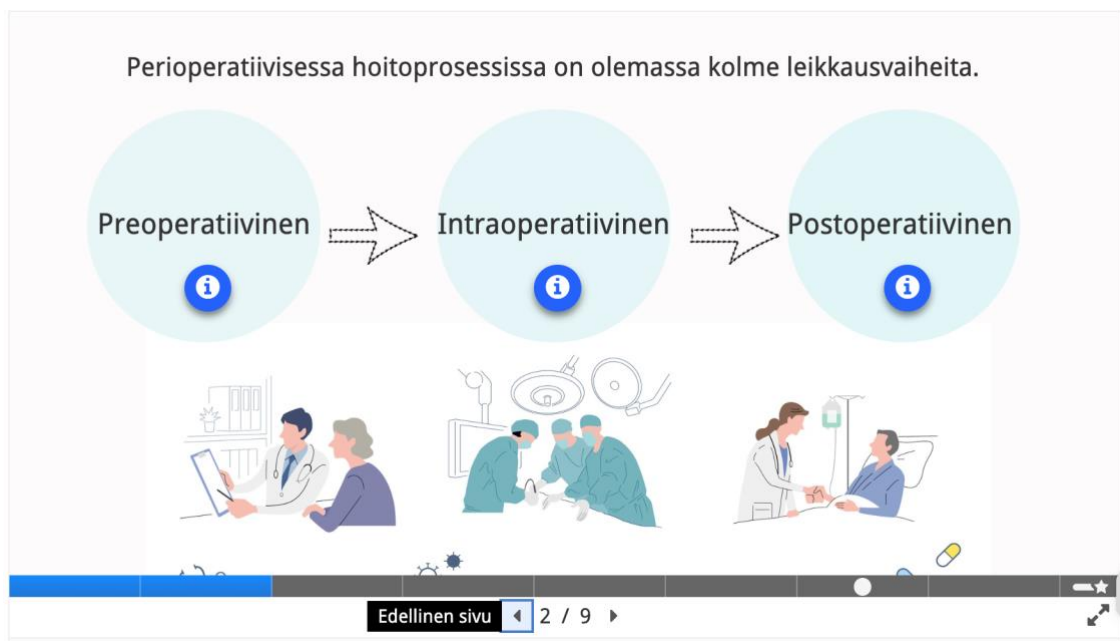 Perioperatiivisessa hoitoprosessissa on olemassa kolme leikkausvaiheita.
Preoperatiivinen
Intraoperatiivinen
Postoperatiivinen
Edellinen sivu
2 / 9